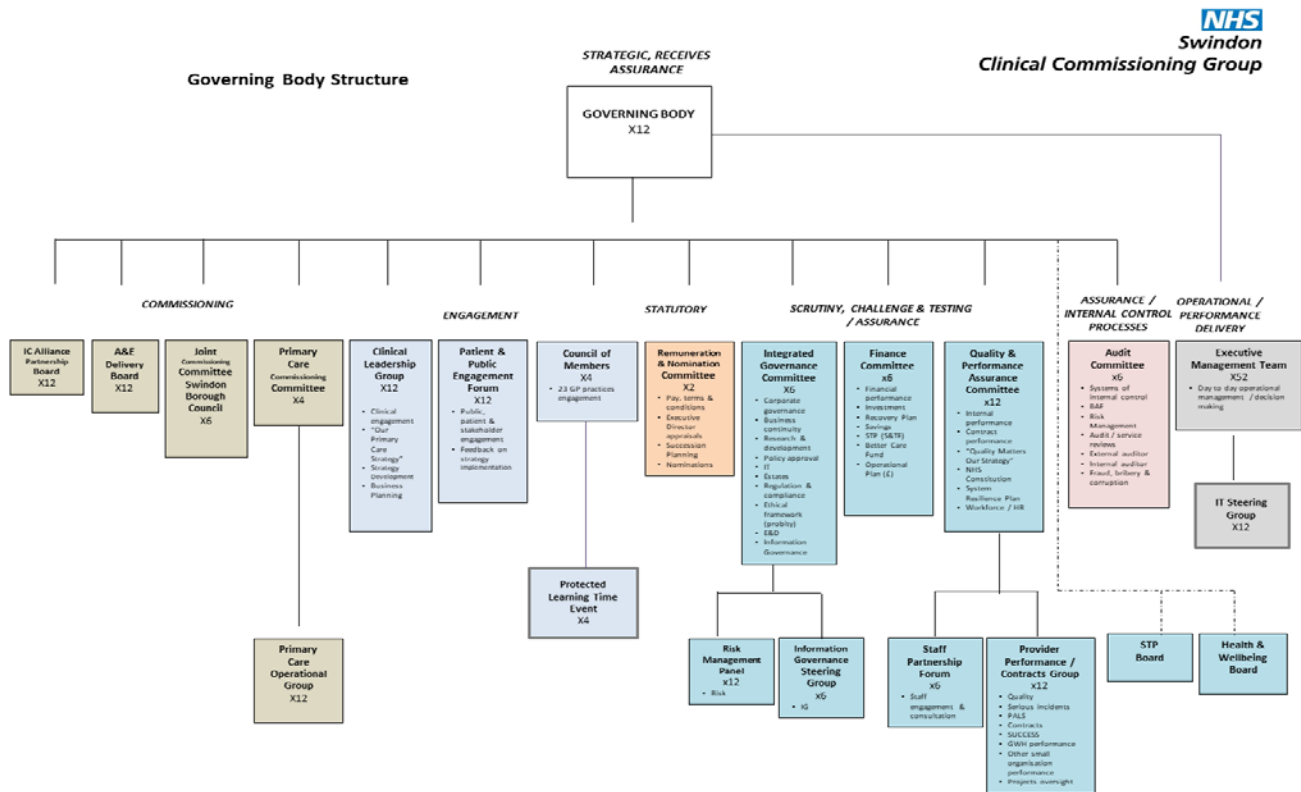 NHS
Swindon
Clinical Commissioning Group
Governing Body Structure
STRATEGIC, RECEIVES
ASSURANCE
GOVERNING BODY
X12
COMMISSIONING
ENGAGEMENT
STATUTORY
SCRUTINY, CHALLENGE & TESTING
/ ASSURANCE
ASSURANCE /
INTERNAL CONTROL
PROCESSES
OPERATIONAL /
PERFORMANCE
DELIVERY
IC Alliance
Partnership
Board
X12
A&E
Delivery
Board
X12
Joint
Commissioning
Committee
Swindon
Borough
Council
X6
Primary
Care
Commissioning
Committee
X4
Clinical
Leadership
Group
X12
• Clinical
engagement
• "Our
Primary
Care
Strategy"
• Strategy
Development
• Business
Planning
Patient &
Public
Engagement
Forum
X12
• Public,
patient &
stakeholder
engagement
• Feedback on
strategy
implementation
Council of
Members
X4
• 23 GP practices
engagement
Remuneration
& Nomination
Committee
X2
• Pay, terms &
conditions
• Executive
Director
appraisals
• Succession
Planning
• Nominations
Integrated
Governance
Committee
X6
• Corporate
governance
• Business
continuity
• Research &
development
• Policy approval
• IT
• Estates
• Regulation &
compliance
• Ethical
framework
(probity)
• E&D
• Information
Governance
Finance
Committee
x6
• Financial
performance
• Investment
• Recovery Plan
• Savings
• STP (S&TF)
• Better Care
Fund
• Operational
Plan (£)
Quality &
Performance
Assurance
Committee
x12
• Internal
performance
• Contract
performance
• "Quality Matters
Our Strategy"
• NHS
Constitution
• System
Resilience Plan
• Workforce / HR
Audit
Committee
x6
• Systems of
internal control
• BAF
• Risk
Management
• Audit / service
reviews
• External auditor
• Internal auditor
• Fraud, bribery &
corruption
Executive
Management Team
X52
• Day to day operational
management / decision
making
IT Steering
Group
X12
Protected
Learning Time
Event
X4
Primary
Care
Operational
Group
X12
Risk
Management
Panel
x12
• Risk
Information
Governance
Steering
Group
x6
• IG
Staff
Partnership
Forum
x6
• Staff
engagement &
consultation
Provider
Performance /
Contracts Group
x12
• Quality
• Serious Incidents
• PALS
• Contracts
• SUCCESS
• GWH performance
• Other small
organisation
performance
• Projects oversight
STP
Board
Health &
Wellbeing
Board